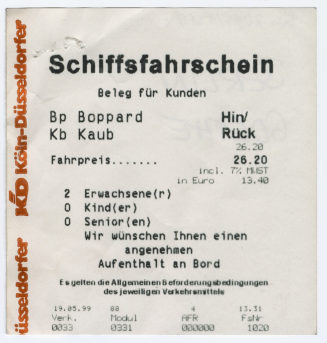 Schiffsfahrschein
Beleg für Kunden
Bp Boppard Hin/
Kb Kaub Rück
26.20
Fahrpreis....... 26.20
incl. 7% MWST
in Euro 13.40
2 Erwachsene(r)
0 Kind(er)
0 Senior(en)
Wir wünschen Ihnen einen
angenehmen
Aufenthalt an Bord
Es gelten die Allgemeinen Beförderungsbedingungen
des jeweiligen Verkehrsmittels
19.05.99 88 4 13.31
Verk. Modul AFR FsNr
0033 0331 000000 1020
KD Köln-Düsseldorfer
üsseldorfer